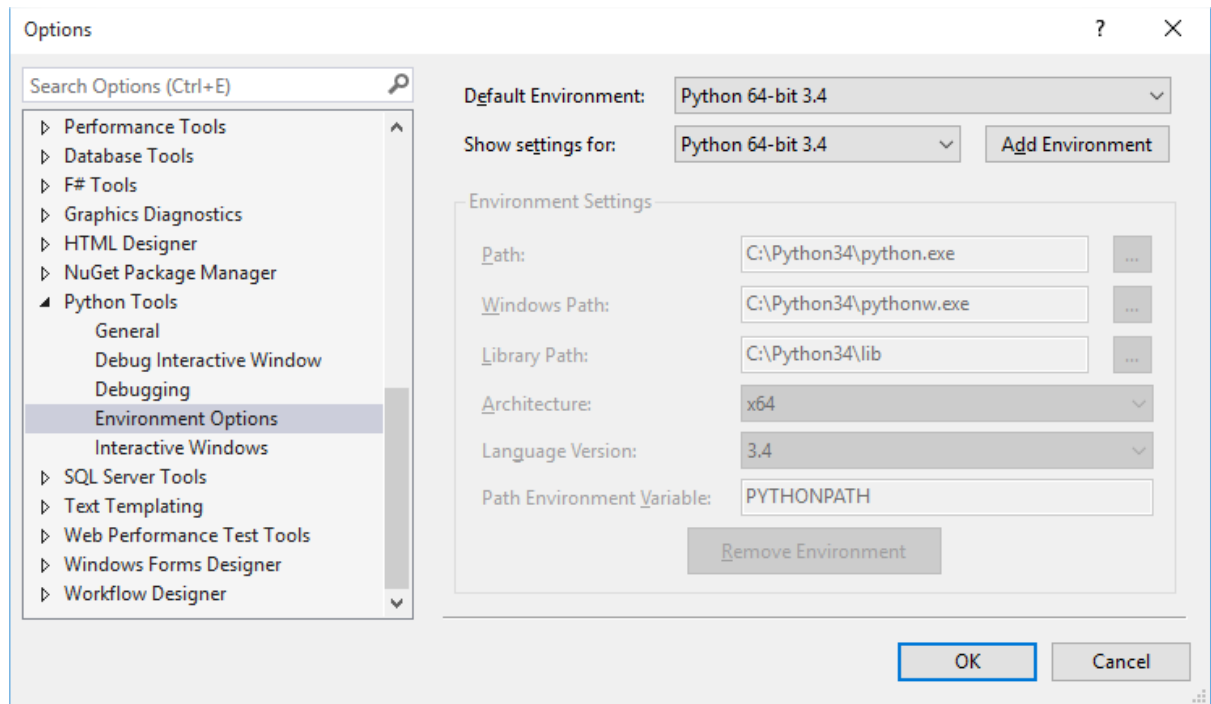 Options
?
Search Options (Ctrl+E)
Performance Tools
Database Tools
F# Tools
Graphics Diagnostics
HTML Designer
NuGet Package Manager
Python Tools
General
Debug Interactive Window
Debugging
Environment Options
Interactive Windows
SQL Server Tools
Text Templating
Web Performance Test Tools
Windows Forms Designer
Workflow Designer
Default Environment: Python 64-bit 3.4
Show settings for: Python 64-bit 3.4 Add Environment
Environment Settings
Path: C:\Python34\python.exe ...
Windows Path: C:\Python34\pythonw.exe ...
Library Path: C:\Python34\lib ...
Architecture: x64
Language Version: 3.4
Path Environment Variable: PYTHONPATH
Remove Environment
OK Cancel